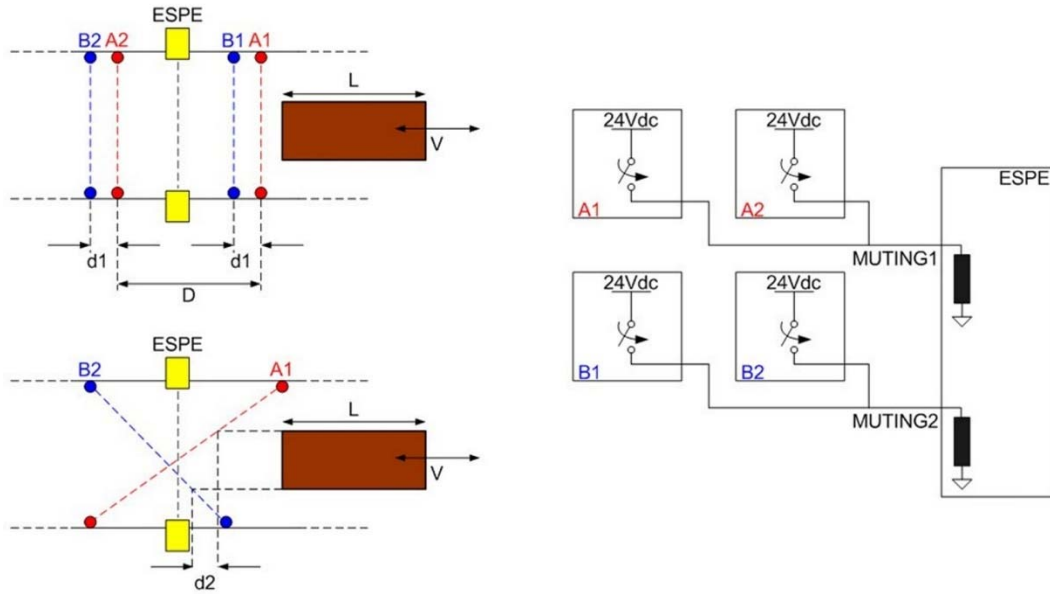 ESPE
B2 A2 B1 A1
L
V
d1 d1
D
ESPE
B2 A1
L
V
d2
24Vdc 24Vdc
ESPE
A1 A2
MUTING1
24Vdc 24Vdc
B1 B2
MUTING2